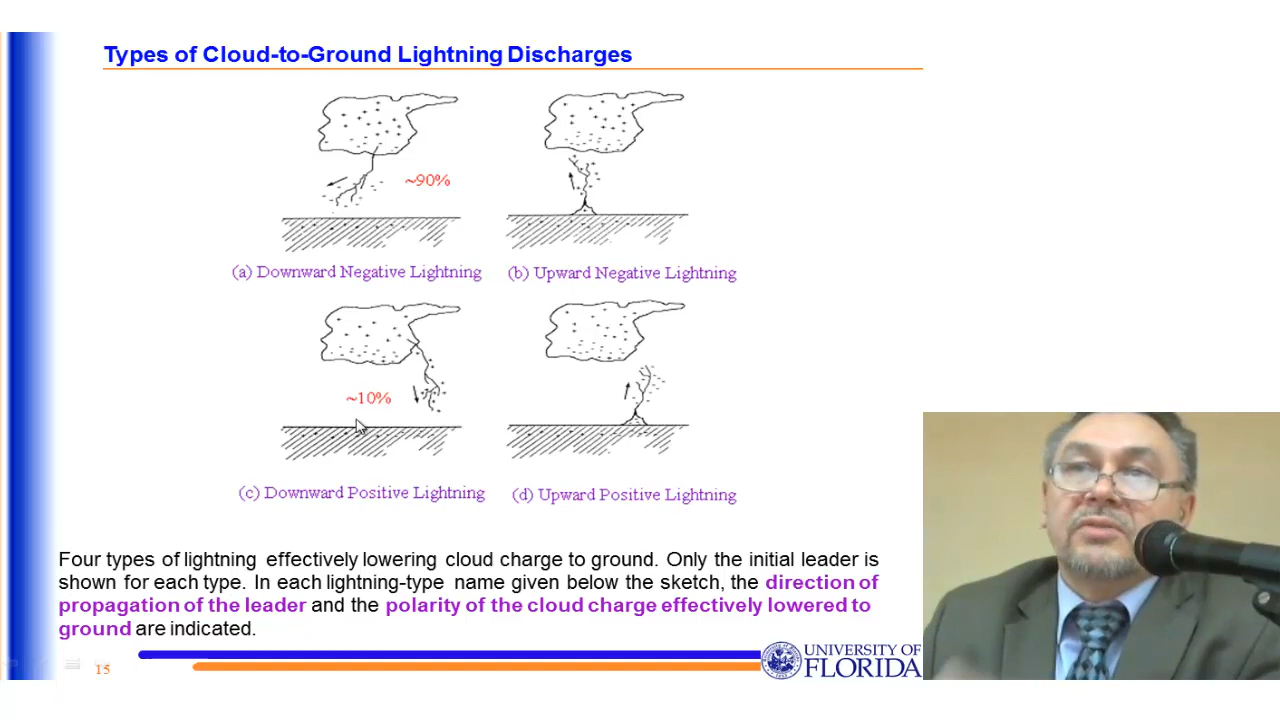 Types of Cloud-to-Ground Lightning Discharges
~90%
(a) Downward Negative Lightning
(b) Upward Negative Lightning
~10%
(c) Downward Positive Lightning
(d) Upward Positive Lightning
Four types of lightning effectively lowering cloud charge to ground. Only the initial leader is
shown for each type. In each lightning-type name given below the sketch, the direction of
propagation of the leader and the polarity of the cloud charge effectively lowered to
ground are indicated.
15
UNIVERSITY OF
FLORIDA